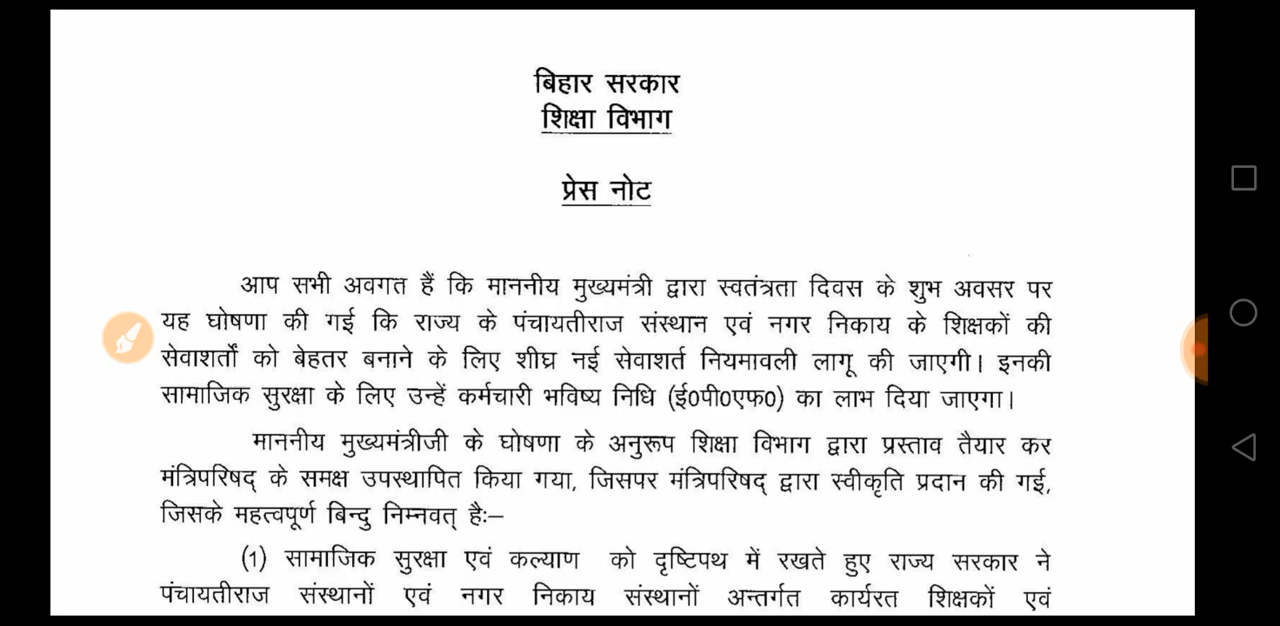 बिहार सरकार
शिक्षा विभाग
प्रेस नोट
आप सभी अवगत हैं कि माननीय मुख्यमंत्री द्वारा स्वतंत्रता दिवस के शुभ अवसर पर
यह घोषणा की गई कि राज्य के पंचायतीराज संस्थान एवं नगर निकाय के शिक्षकों की
सेवाशर्तों को बेहतर बनाने के लिए शीघ्र नई सेवाशर्त नियमावली लागू की जाएगी। इनकी
सामाजिक सुरक्षा के लिए उन्हें कर्मचारी भविष्य निधि (ई0पी0एफ0) का लाभ दिया जाएगा।
माननीय मुख्यमंत्रीजी के घोषणा के अनुरूप शिक्षा विभाग द्वारा प्रस्ताव तैयार कर
मंत्रिपरिषद् के समक्ष उपस्थापित किया गया, जिसपर मंत्रिपरिषद् द्वारा स्वीकृति प्रदान की गई,
जिसके महत्वपूर्ण बिन्दु निम्नवत् हैः–
(1) सामाजिक सुरक्षा एवं कल्याण को दृष्टिपथ में रखते हुए राज्य सरकार ने
पंचायतीराज संस्थानों एवं नगर निकाय संस्थानों अन्तर्गत कार्यरत शिक्षकों एवं